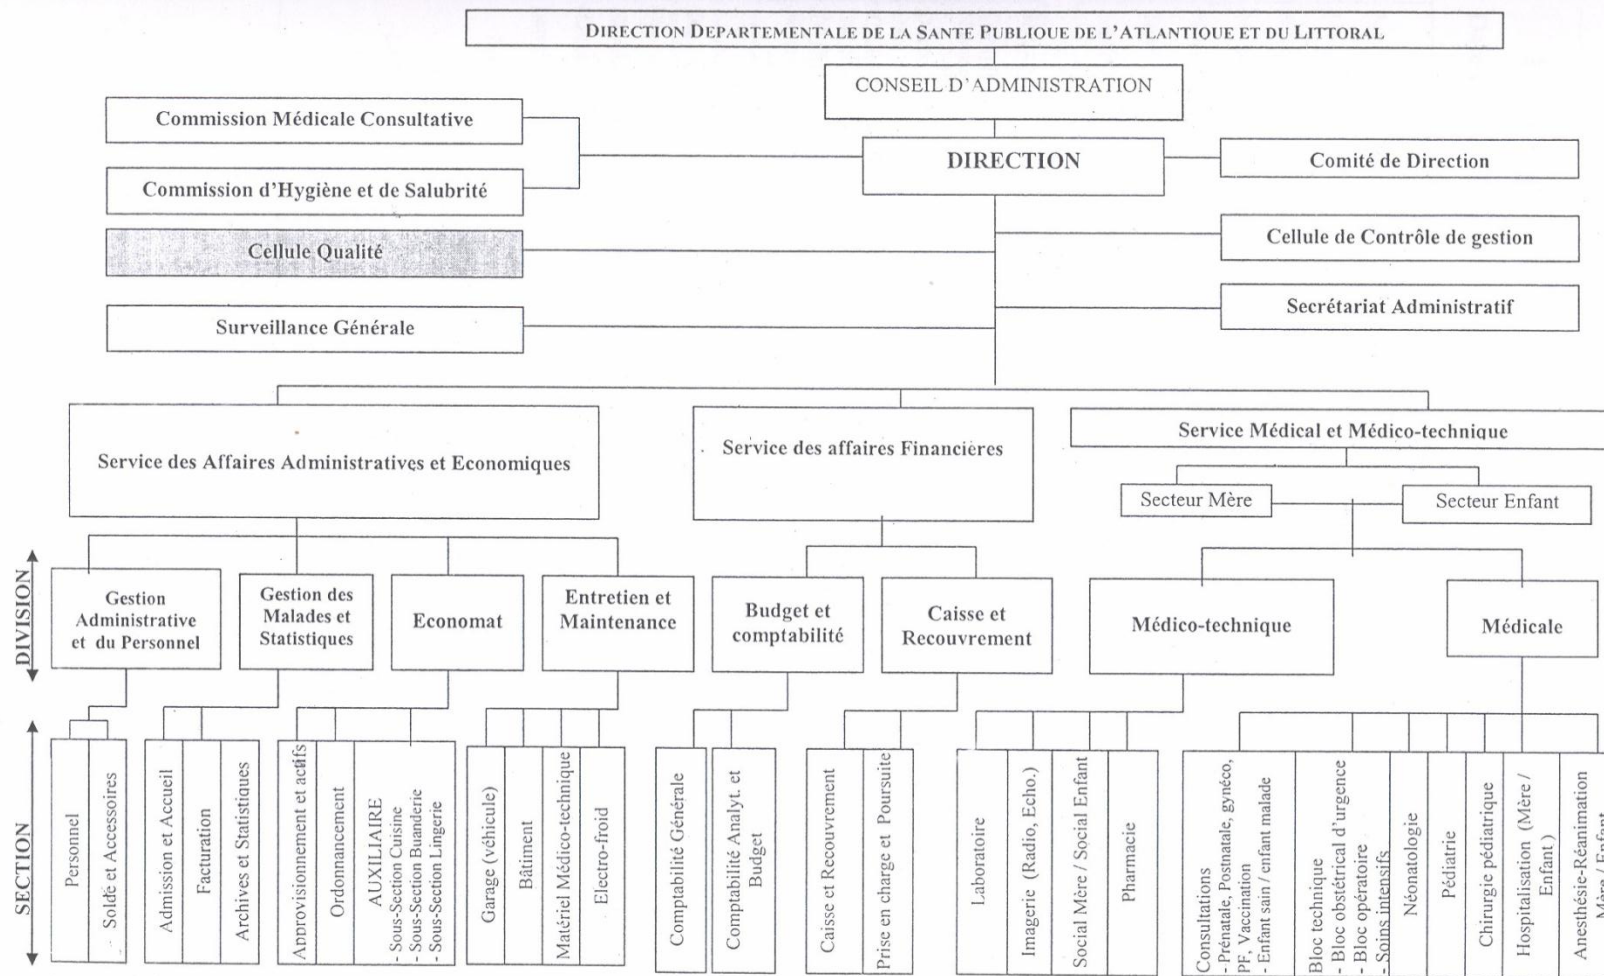 DIRECTION DEPARTEMENTALE DE LA SANTE PUBLIQUE DE L'ATLANTIQUE ET DU LITTORAL
CONSEIL D'ADMINISTRATION
Commission Médicale Consultative
DIRECTION
Comité de Direction
Commission d'Hygiène et de Salubrité
Cellule Qualité
Cellule de Contrôle de gestion
Surveillance Générale
Secrétariat Administratif
Service des Affaires Administratives et Economiques
Service des affaires Financières
Service Médical et Médico-technique
Secteur Mère
Secteur Enfant
DIVISION
Gestion
Administrative
et du Personnel
Gestion des
Malades et
Statistiques
Economat
Entretien et
Maintenance
Budget et
comptabilité
Caisse et
Recouvrement
Médico-technique
Médicale
SECTION
Personnel
Solde et Accessoires
Admission et Accueil
Facturation
Archives et Statistiques
Approvisionnement et actifs
Ordonnancement
AUXILIAIRE
- Sous-Section Cuisine
- Sous-Section Buanderie
- Sous-Section Lingerie
Garage (véhicule)
Bâtiment
Matériel Médico-technique
Electro-froid
Comptabilité Générale
Comptabilité Analyt. et
Budget
Caisse et Recouvrement
Prise en charge et Poursuite
Laboratoire
Imagerie (Radio, Echo.)
Social Mère / Social Enfant
Pharmacie
Consultations
- Prénatale, Postnatale, gynéco,
PF, Vaccination
- Enfant sain / enfant malade
Bloc technique
- Bloc obstétrical d'urgence
- Bloc opératoire
- Soins intensifs
Néonatologie
Pédiatrie
Chirurgie pédiatrique
Hospitalisation (Mère /
Enfant)
Anesthésie-Réanimation
Mère / Enfant